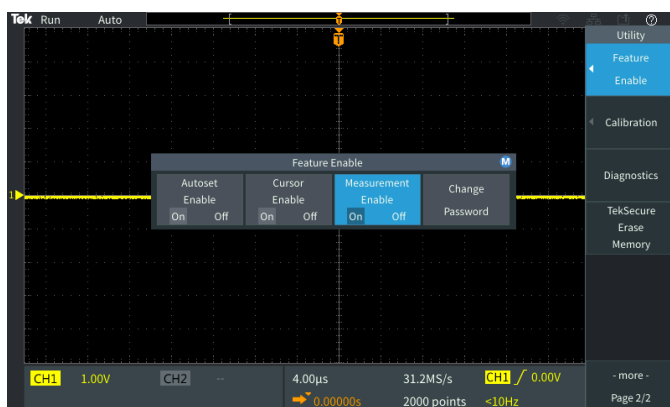 Tek Run Auto
T
T
Utility
Feature
Enable
Calibration
Diagnostics
TekSecure
Erase
Memory
- more -
Page 2/2
Feature Enable M
Autoset
Enable
On Off
Cursor
Enable
On Off
Measurement
Enable
On Off
Change
Password
1
CH1 1.00V CH2 --
4.00µs 31.2MS/s CH1 0.00V
0.00000s 2000 points <10Hz